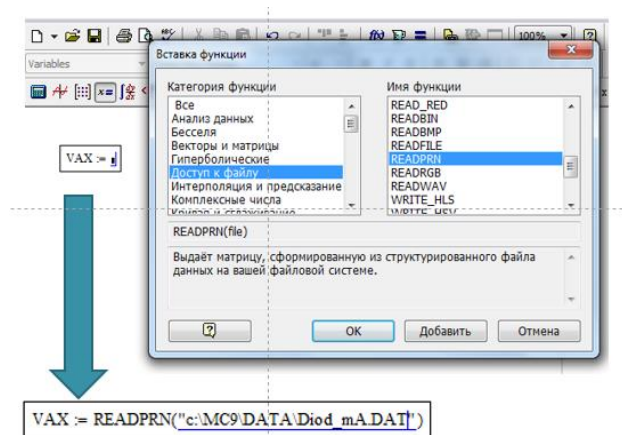 100%
Variables
Вставка функции
Категория функции
Имя функции
Все
Анализ данных
Бесселя
Векторы и матрицы
Гиперболические
Доступ к файлу
Интерполяция и предсказание
Комплексные числа
READ_RED
READBIN
READBMP
READFILE
READPRN
READRGB
READWAV
WRITE_HLS
WRITE_HSV
READPRN(file)
Выдаёт матрицу, сформированную из структурированного файла
данных на вашей файловой системе.
ОК
Добавить
Отмена
VAX :=
VAX := READPRN("c:\MC9\DATA\Diod_mA.DAT")